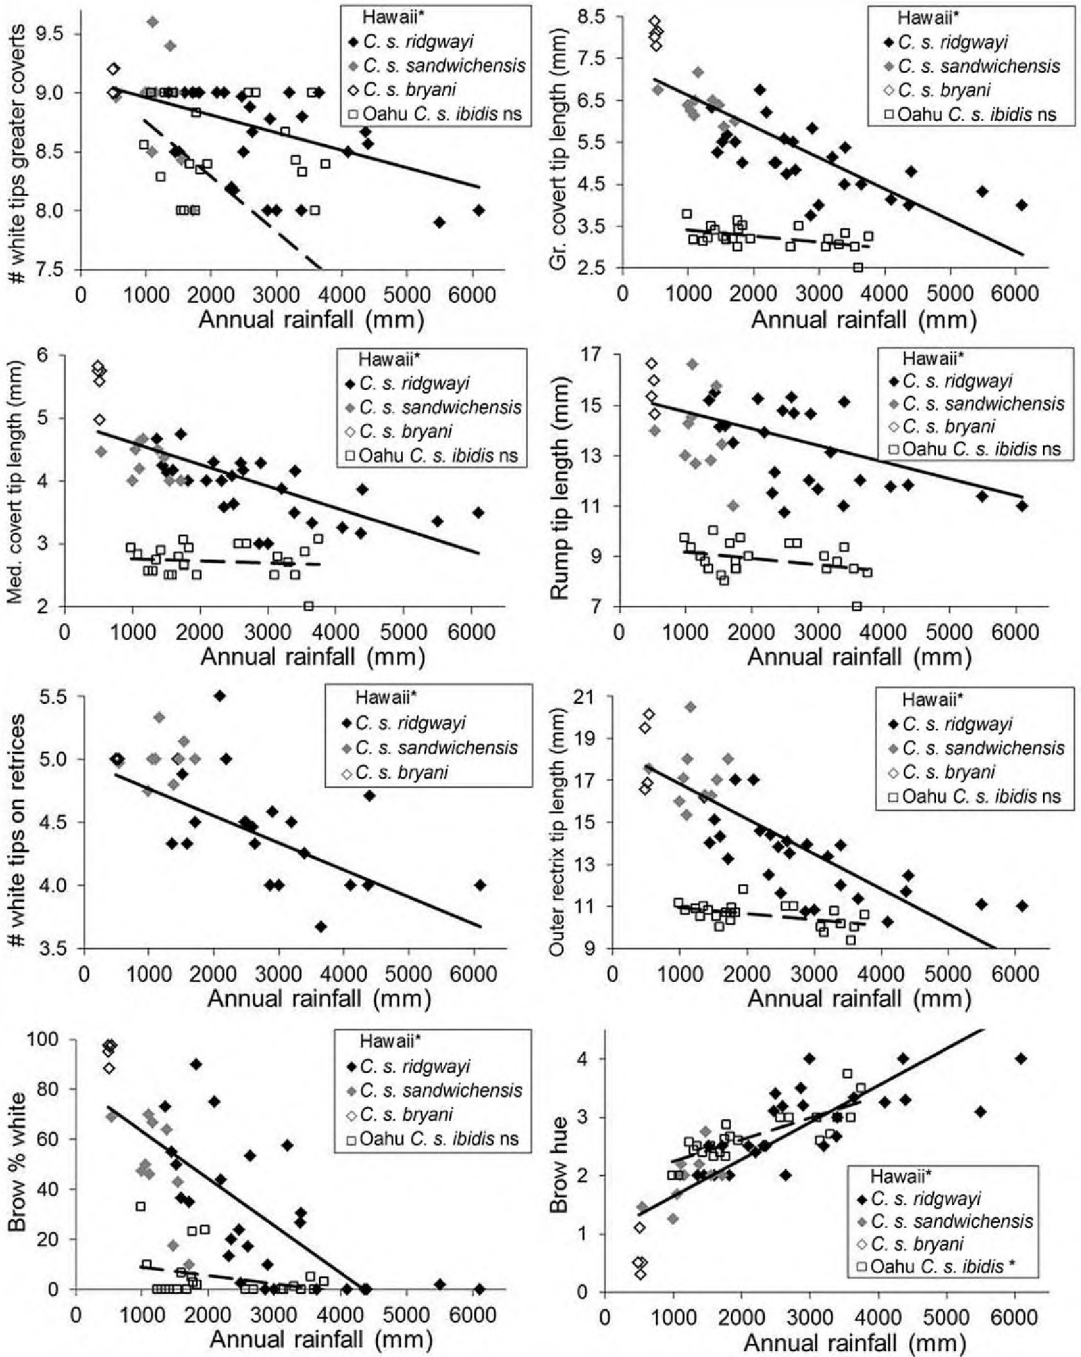 # white tips greater coverts
9.5
9.0
8.5
8.0
7.5
0 1000 2000 3000 4000 5000 6000
Annual rainfall (mm)
Hawaii*
C. s. ridgwayi
C. s. sandwichensis
C. s. bryani
Oahu C. s. ibidis ns
Gr. covert tip length (mm)
8.5
7.5
6.5
5.5
4.5
3.5
2.5
0 1000 2000 3000 4000 5000 6000
Annual rainfall (mm)
Hawaii*
C. s. ridgwayi
C. s. sandwichensis
C. s. bryani
Oahu C. s. ibidis ns
Med. covert tip length (mm)
6
5
4
3
2
0 1000 2000 3000 4000 5000 6000
Annual rainfall (mm)
Hawaii*
C. s. ridgwayi
C. s. sandwichensis
C. s. bryani
Oahu C. s. ibidis ns
Rump tip length (mm)
17
15
13
11
9
7
0 1000 2000 3000 4000 5000 6000
Annual rainfall (mm)
Hawaii*
C. s. ridgwayi
C. s. sandwichensis
C. s. bryani
Oahu C. s. ibidis ns
# white tips on retrices
5.5
5.0
4.5
4.0
3.5
0 1000 2000 3000 4000 5000 6000
Annual rainfall (mm)
Hawaii*
C. s. ridgwayi
C. s. sandwichensis
C. s. bryani
Outer rectrix tip length (mm)
21
19
17
15
13
11
9
0 1000 2000 3000 4000 5000 6000
Annual rainfall (mm)
Hawaii*
C. s. ridgwayi
C. s. sandwichensis
C. s. bryani
Oahu C. s. ibidis ns
Brow % white
100
80
60
40
20
0
0 1000 2000 3000 4000 5000 6000
Annual rainfall (mm)
Hawaii*
C. s. ridgwayi
C. s. sandwichensis
C. s. bryani
Oahu C. s. ibidis ns
Brow hue
4
3
2
1
0
0 1000 2000 3000 4000 5000 6000
Annual rainfall (mm)
Hawaii*
C. s. ridgwayi
C. s. sandwichensis
C. s. bryani
Oahu C. s. ibidis *